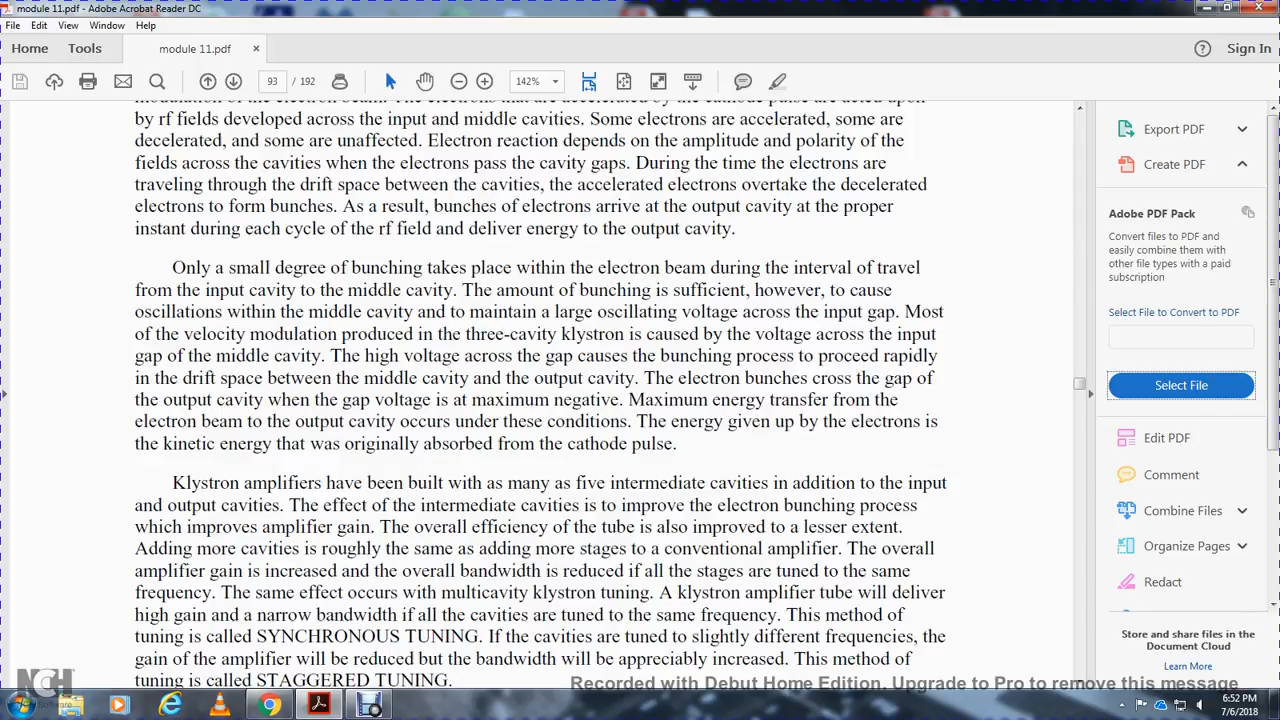 module 11.pdf - Adobe Acrobat Reader DC
File Edit View Window Help
Home Tools module 11.pdf × Sign In
93 / 192 142%
modulation of the electron beam. The electrons that are decelerated by the cathode pulse are acted upon
by rf fields developed across the input and middle cavities. Some electrons are accelerated, some are
decelerated, and some are unaffected. Electron reaction depends on the amplitude and polarity of the
fields across the cavities when the electrons pass the cavity gaps. During the time the electrons are
traveling through the drift space between the cavities, the accelerated electrons overtake the decelerated
electrons to form bunches. As a result, bunches of electrons arrive at the output cavity at the proper
instant during each cycle of the rf field and deliver energy to the output cavity.
Only a small degree of bunching takes place within the electron beam during the interval of travel
from the input cavity to the middle cavity. The amount of bunching is sufficient, however, to cause
oscillations within the middle cavity and to maintain a large oscillating voltage across the input gap. Most
of the velocity modulation produced in the three-cavity klystron is caused by the voltage across the input
gap of the middle cavity. The high voltage across the gap causes the bunching process to proceed rapidly
in the drift space between the middle cavity and the output cavity. The electron bunches cross the gap of
the output cavity when the gap voltage is at maximum negative. Maximum energy transfer from the
electron beam to the output cavity occurs under these conditions. The energy given up by the electrons is
the kinetic energy that was originally absorbed from the cathode pulse.
Klystron amplifiers have been built with as many as five intermediate cavities in addition to the input
and output cavities. The effect of the intermediate cavities is to improve the electron bunching process
which improves amplifier gain. The overall efficiency of the tube is also improved to a lesser extent.
Adding more cavities is roughly the same as adding more stages to a conventional amplifier. The overall
amplifier gain is increased and the overall bandwidth is reduced if all the stages are tuned to the same
frequency. The same effect occurs with multicavity klystron tuning. A klystron amplifier tube will deliver
high gain and a narrow bandwidth if all the cavities are tuned to the same frequency. This method of
tuning is called SYNCHRONOUS TUNING. If the cavities are tuned to slightly different frequencies, the
gain of the amplifier will be reduced but the bandwidth will be appreciably increased. This method of
tuning is called STAGGERED TUNING.
Export PDF
Create PDF
Adobe PDF Pack
Convert files to PDF and
easily combine them with
other file types with a paid
subscription
Select File to Convert to PDF
Select File
Edit PDF
Comment
Combine Files
Organize Pages
Redact
Store and share files in the
Document Cloud
Learn More
NCH Software
Recorded with Debut Home Edition. Upgrade to Pro to remove this message
6:52 PM
7/6/2018